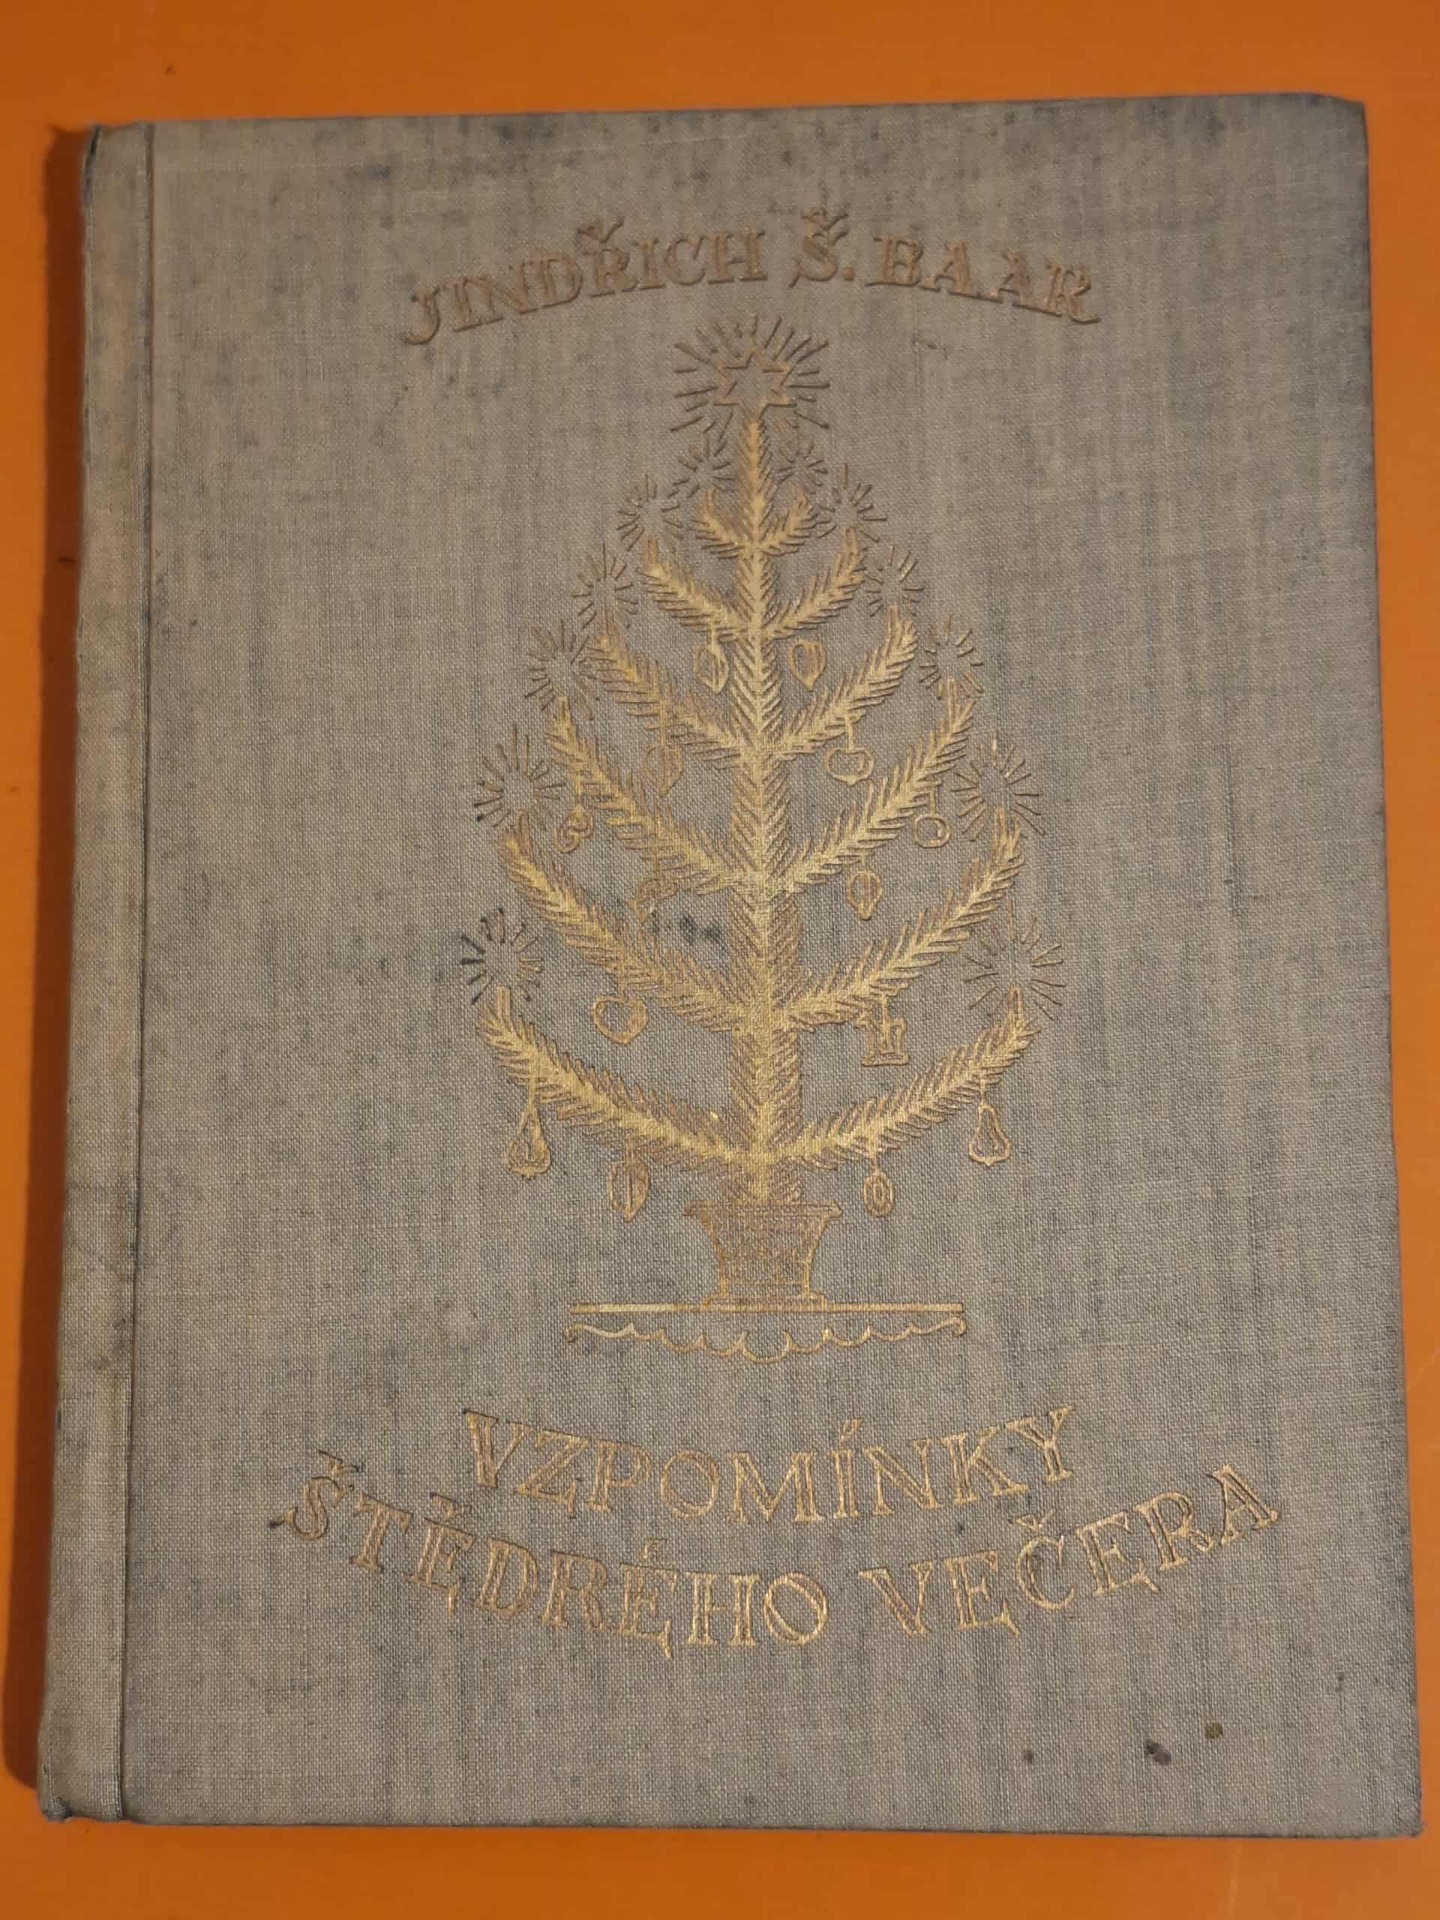 JINDŘICH Š. BAAR
VZPOMÍNKY
ŠTĚDRÉHO VEČERA